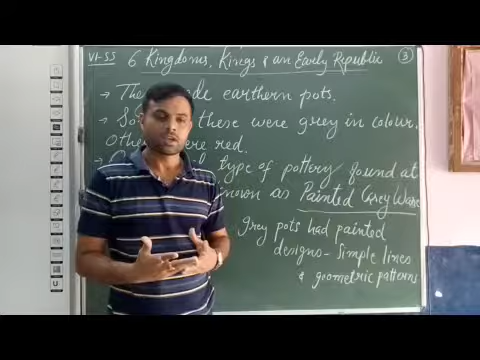 VI-SS 6 Kingdoms, Kings & an Early Republic 3
→ The de earthern pots.
→ So these were grey in colour,
Othe ere red.
→ type of pottery found at
nown as Painted Grey Ware
grey pots had painted
designs - Simple lines
& geometric patterns